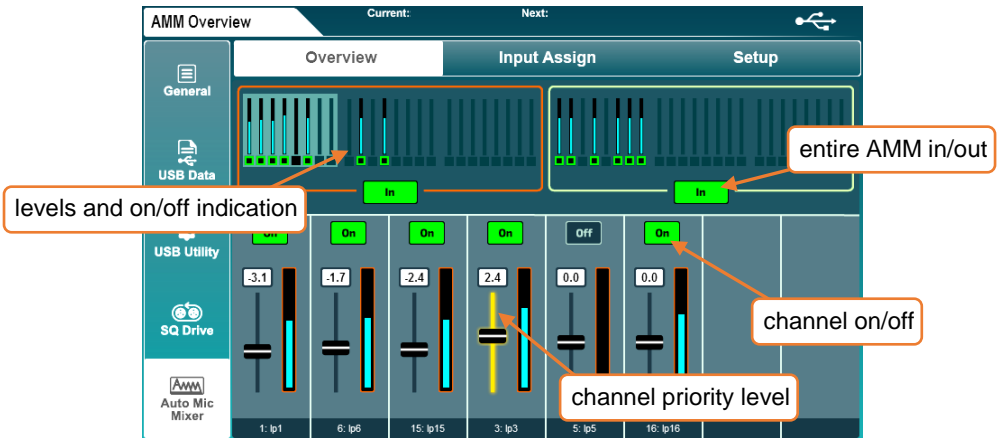 AMM Overview
Current:
Next:
Overview
Input Assign
Setup
General
USB Data
entire AMM in/out
In
In
levels and on/off indication
USB Utility
On
On
On
On
Off
On
-3.1
-1.7
-2.4
2.4
0.0
0.0
SQ Drive
channel on/off
channel priority level
Auto Mic
Mixer
1: Ip1
6: Ip6
15: Ip15
3: Ip3
5: Ip5
16: Ip16